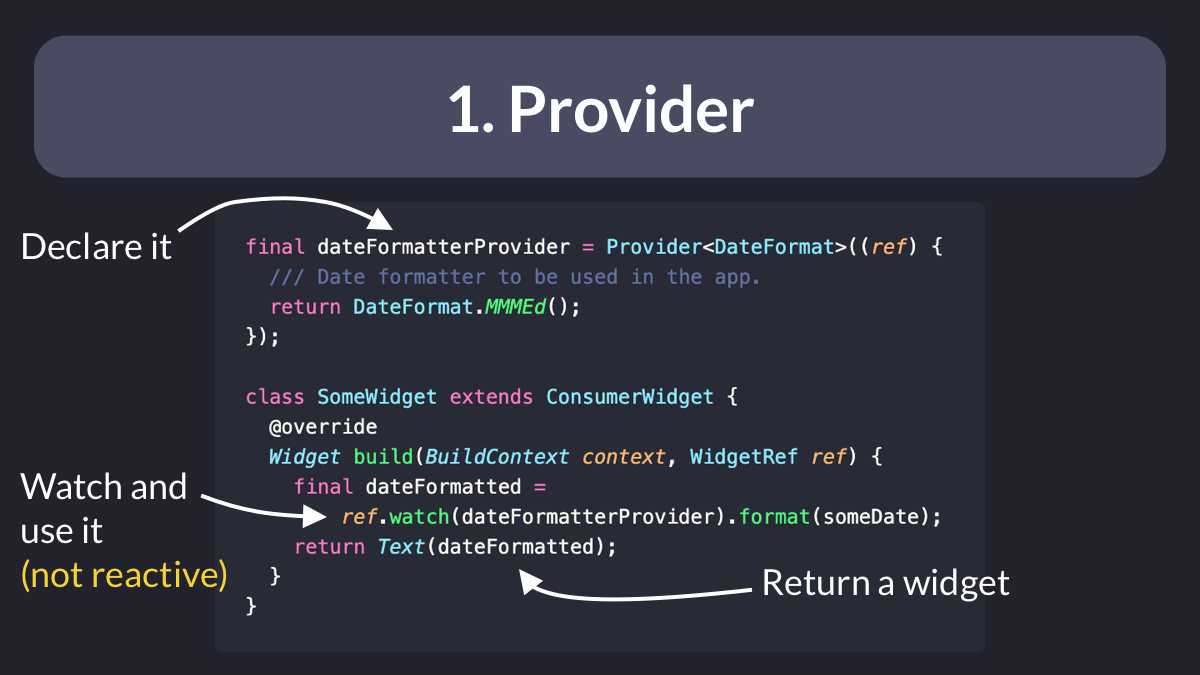 1. Provider
Declare it
final dateFormatterProvider = Provider<DateFormat>((ref) {
/// Date formatter to be used in the app.
return DateFormat.MMMEd();
});
class SomeWidget extends ConsumerWidget {
@override
Widget build(BuildContext context, WidgetRef ref) {
final dateFormatted =
ref.watch(dateFormatterProvider).format(someDate);
return Text(dateFormatted);
}
}
Watch and
use it
(not reactive)
Return a widget